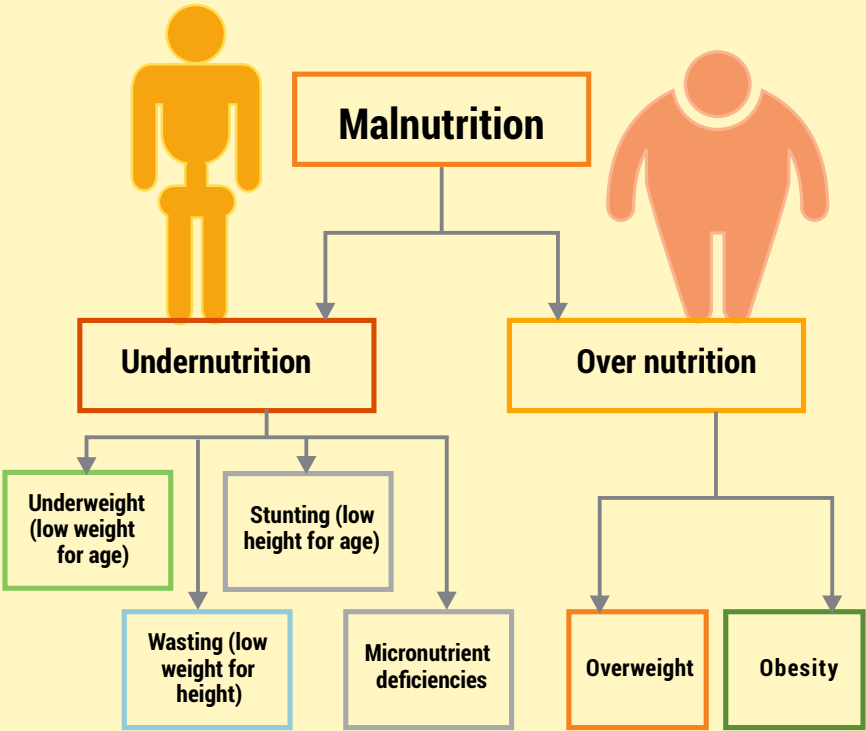 Malnutrition
Undernutrition
Over nutrition
Underweight
(low weight
for age)
Stunting (low
height for age)
Wasting (low
weight for
height)
Micronutrient
deficiencies
Overweight
Obesity